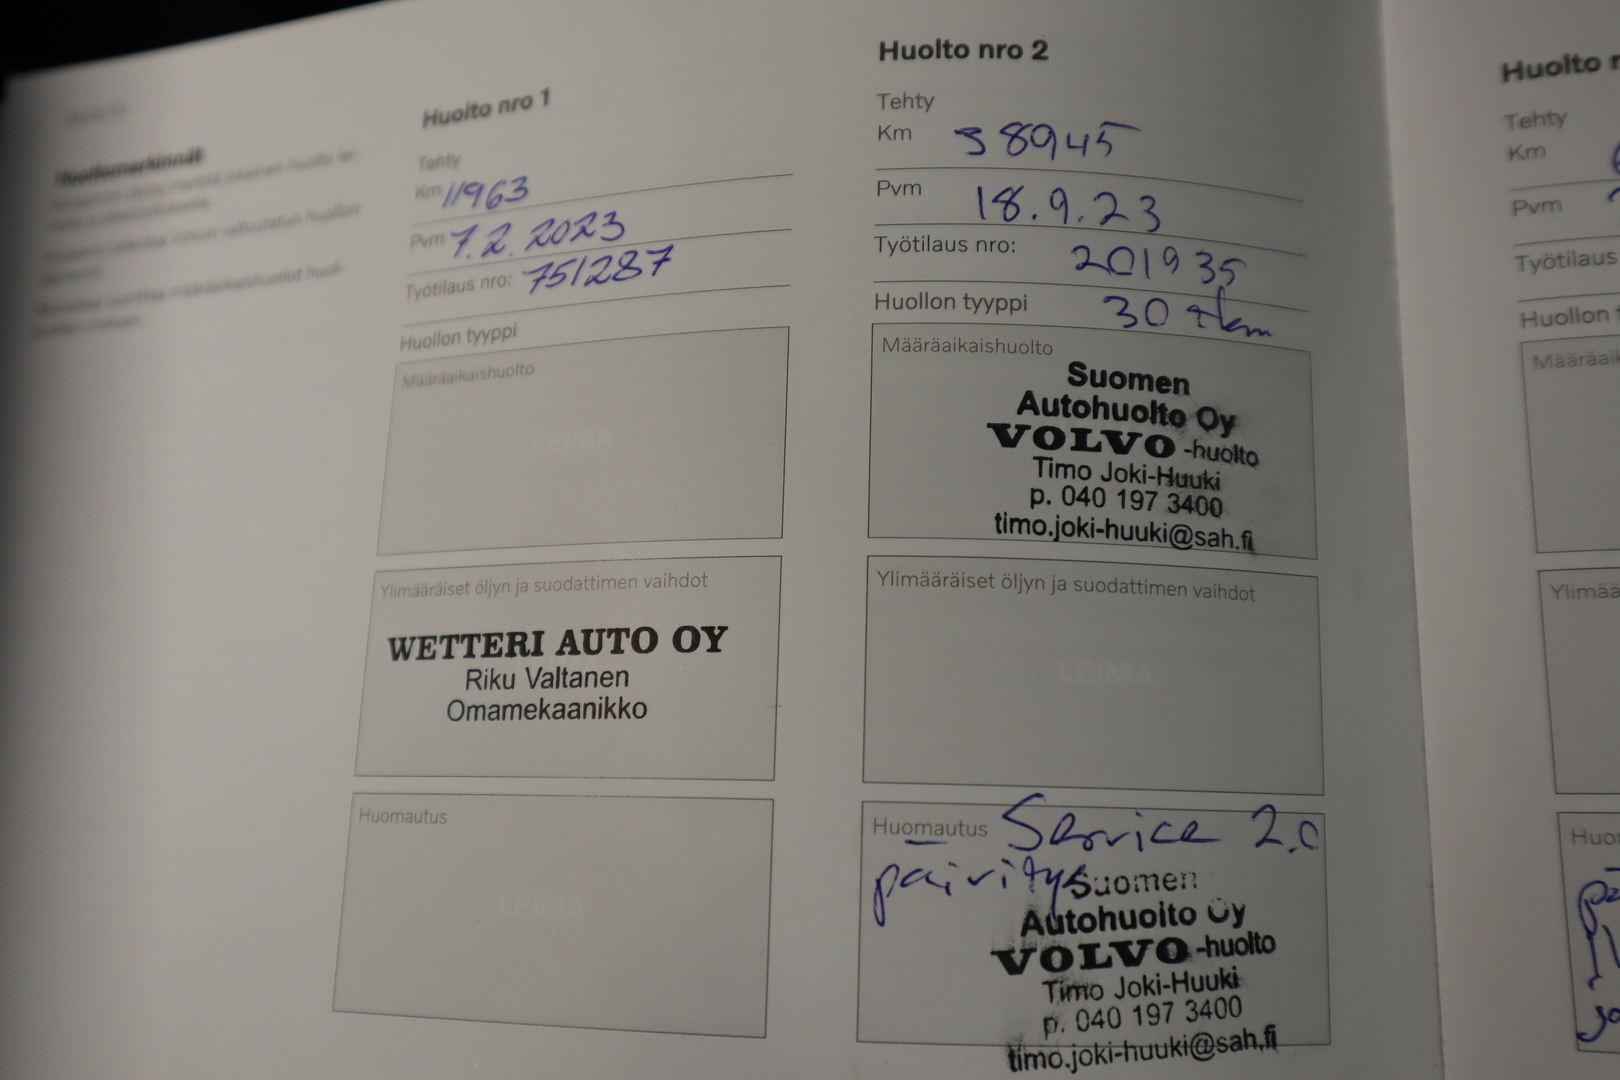 Huoltomerkinnät
Huolto nro 1
Tehty
Km 11963
Pvm 7.2.2023
Työtilaus nro: 751287
Huollon tyyppi
Määräaikaishuolto
LEIMA
Ylimääräiset öljyn ja suodattimen vaihdot
WETTERI AUTO OY
Riku Valtanen
Omamekaanikko
Huomautus
LEIMA
Huolto nro 2
Tehty
Km 38945
Pvm 18.9.23
Työtilaus nro: 201935
Huollon tyyppi 30 tkm
Määräaikaishuolto
Suomen
Autohuolto Oy
VOLVO -huolto
Timo Joki-Huuki
p. 040 197 3400
timo.joki-huuki@sah.fi
Ylimääräiset öljyn ja suodattimen vaihdot
LEIMA
Huomautus Service 2.0
päivitys
Suomen
Autohuolto Oy
VOLVO -huolto
Timo Joki-Huuki
p. 040 197 3400
timo.joki-huuki@sah.fi
Huolto
Tehty
Km
Pvm
Työtilaus
Huollon